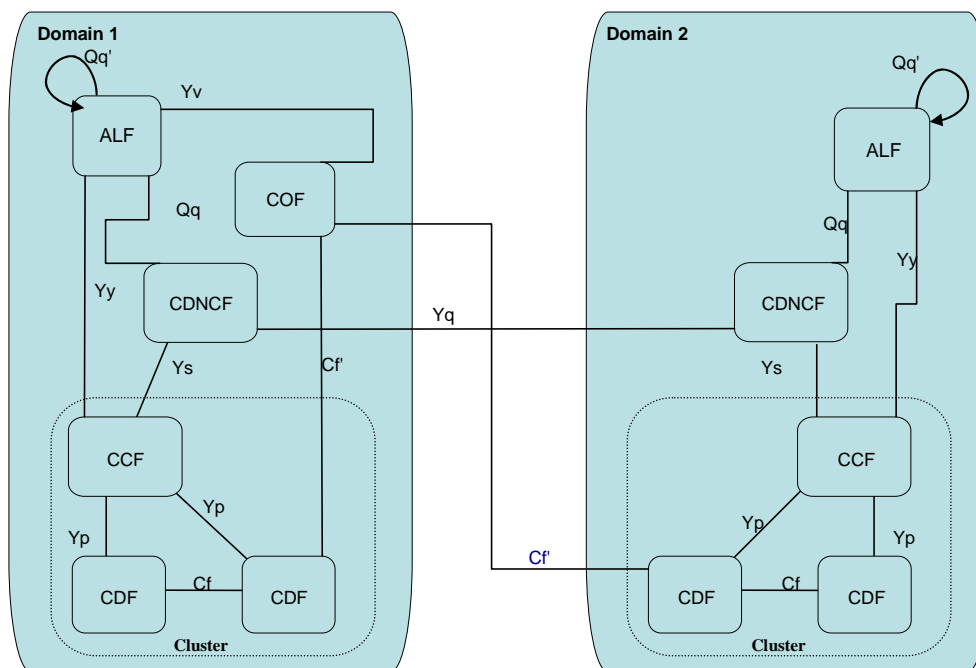 Domain 1
Qq'
Yv
ALF
COF
Qq
CDNCF
Yy
Ys
Cf'
CCF
Yp
Yp
CDF
Cf
CDF
Cluster
Yq
Cf'
Domain 2
Qq'
ALF
Qq
Yy
CDNCF
Ys
CCF
Yp
Yp
CDF
Cf
CDF
Cluster